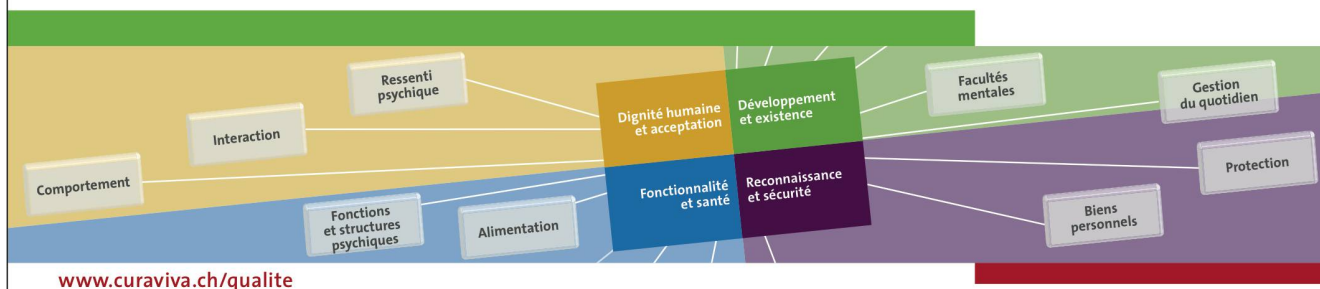 Ressenti
psychique
Interaction
Comportement
Fonctions
et structures
psychiques
Alimentation
Dignité humaine
et acceptation
Développement
et existence
Fonctionnalité
et santé
Reconnaissance
et sécurité
Facultés
mentales
Gestion
du quotidien
Protection
Biens
personnels
www.curaviva.ch/qualite